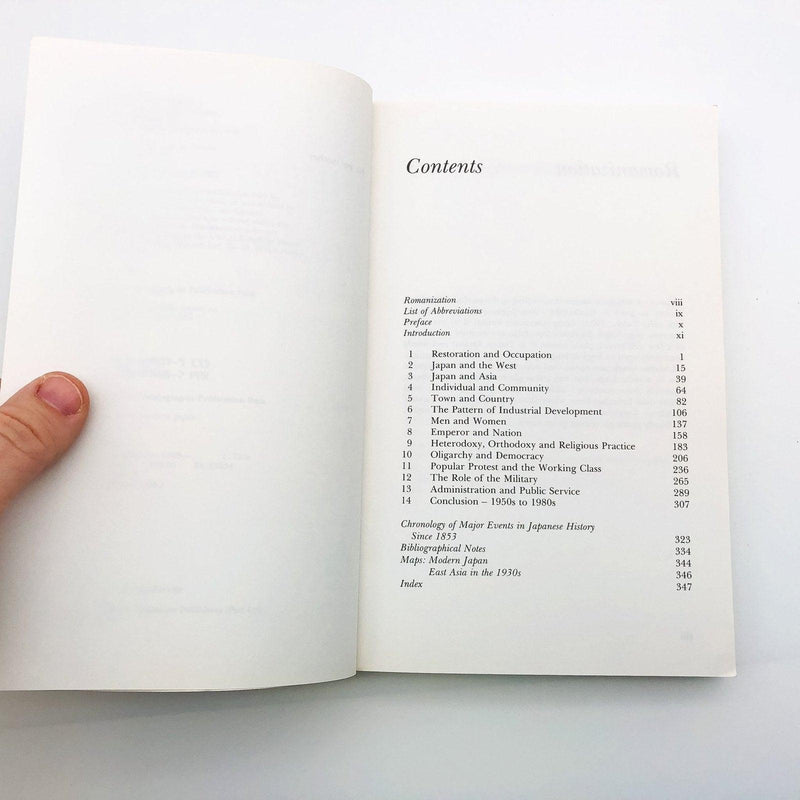 Contents
Romanization viii
List of Abbreviations ix
Preface x
Introduction xi
1 Restoration and Occupation 1
2 Japan and the West 15
3 Japan and Asia 39
4 Individual and Community 64
5 Town and Country 82
6 The Pattern of Industrial Development 106
7 Men and Women 137
8 Emperor and Nation 158
9 Heterodoxy, Orthodoxy and Religious Practice 183
10 Oligarchy and Democracy 206
11 Popular Protest and the Working Class 236
12 The Role of the Military 265
13 Administration and Public Service 289
14 Conclusion – 1950s to 1980s 307
Chronology of Major Events in Japanese History
Since 1853 323
Bibliographical Notes 334
Maps: Modern Japan 344
East Asia in the 1930s 346
Index 347